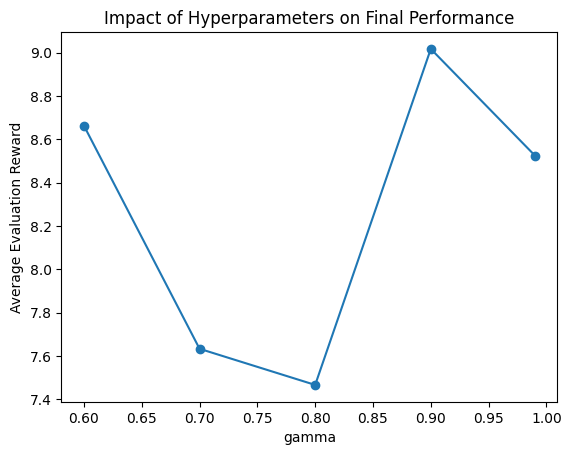 Impact of Hyperparameters on Final Performance
Average Evaluation Reward
9.0
8.8
8.6
8.4
8.2
8.0
7.8
7.6
7.4
0.60 0.65 0.70 0.75 0.80 0.85 0.90 0.95 1.00
gamma